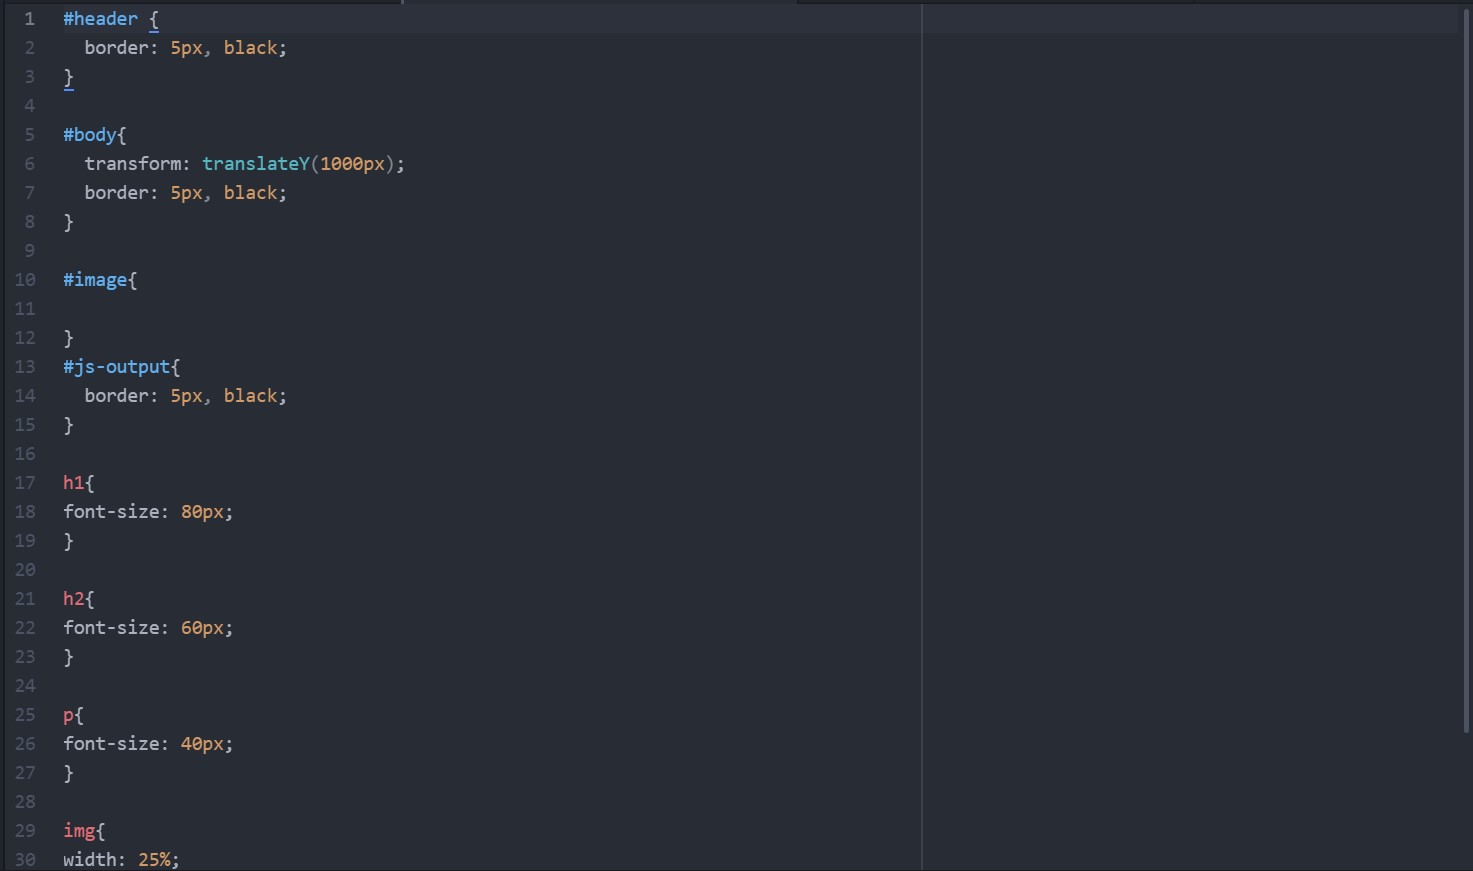 1 #header {
2   border: 5px, black;
3 }
4
5 #body{
6   transform: translateY(1000px);
7   border: 5px, black;
8 }
9
10 #image{
11
12 }
13 #js-output{
14   border: 5px, black;
15 }
16
17 h1{
18 font-size: 80px;
19 }
20
21 h2{
22 font-size: 60px;
23 }
24
25 p{
26 font-size: 40px;
27 }
28
29 img{
30 width: 25%;